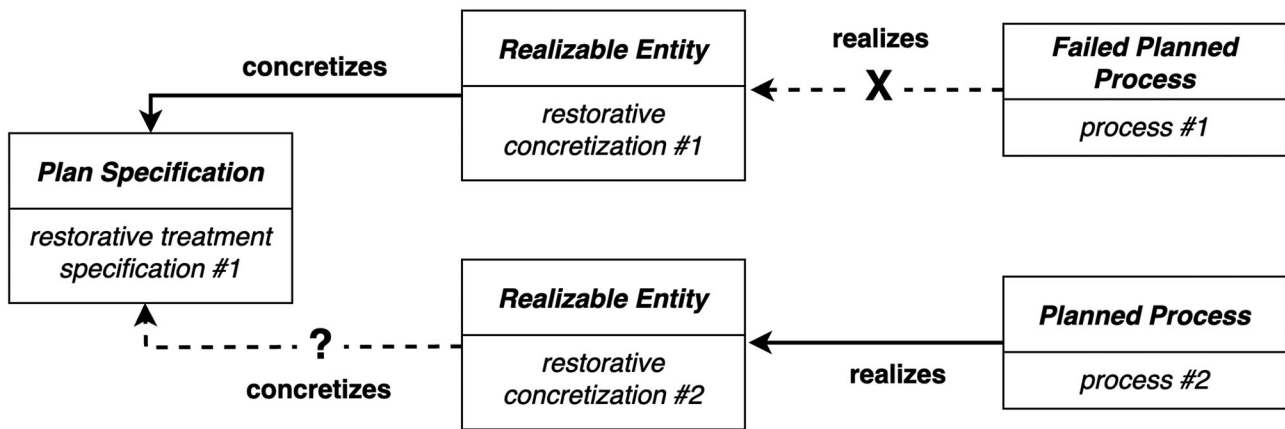 concretizes
Realizable Entity
restorative
concretization #1
realizes
X
Failed Planned
Process
process #1
Plan Specification
restorative treatment
specification #1
?
concretizes
Realizable Entity
restorative
concretization #2
realizes
Planned Process
process #2